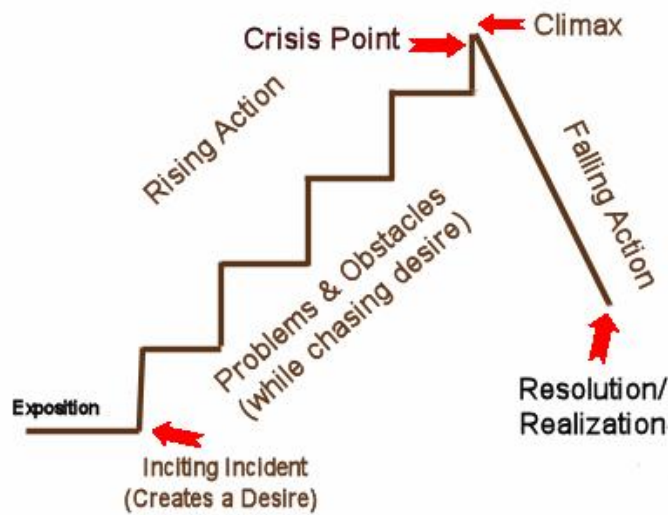 Climax
Crisis Point
Rising Action
Falling Action
Problems & Obstacles
(while chasing desire)
Exposition
Resolution/
Realization
Inciting Incident
(Creates a Desire)